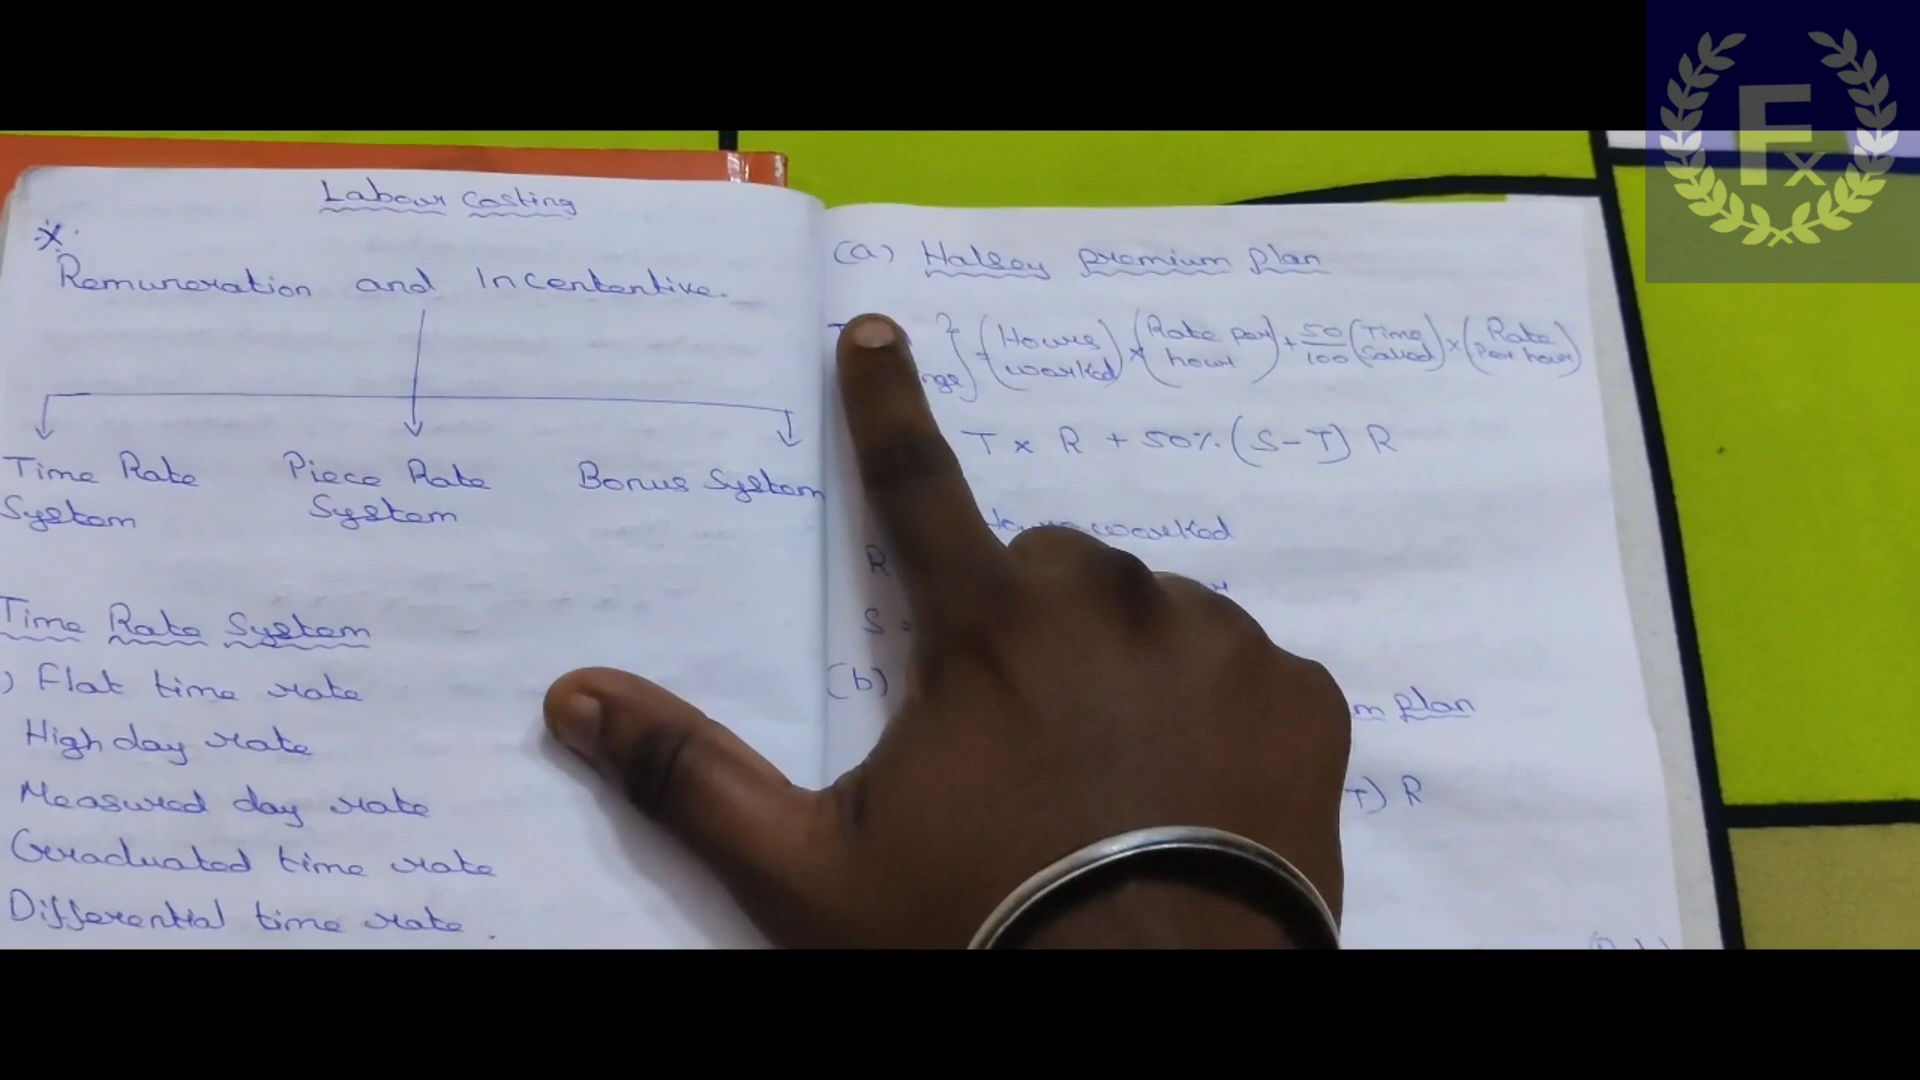 Labour Costing
Remuneration and Incententive.
Time Rate System
Piece Rate System
Bonus System
Time Rate System
) Flat time rate
High day rate
Measured day rate
Graduated time rate
Differential time rate.
(a) Halsey premium plan
(Hours worked) × (Rate per hour) + 50/100 (Time Saved) × (Rate Per hour)
T × R + 50% (S-T) R
worked
R
S =
(b)
m plan
T) R
Fx